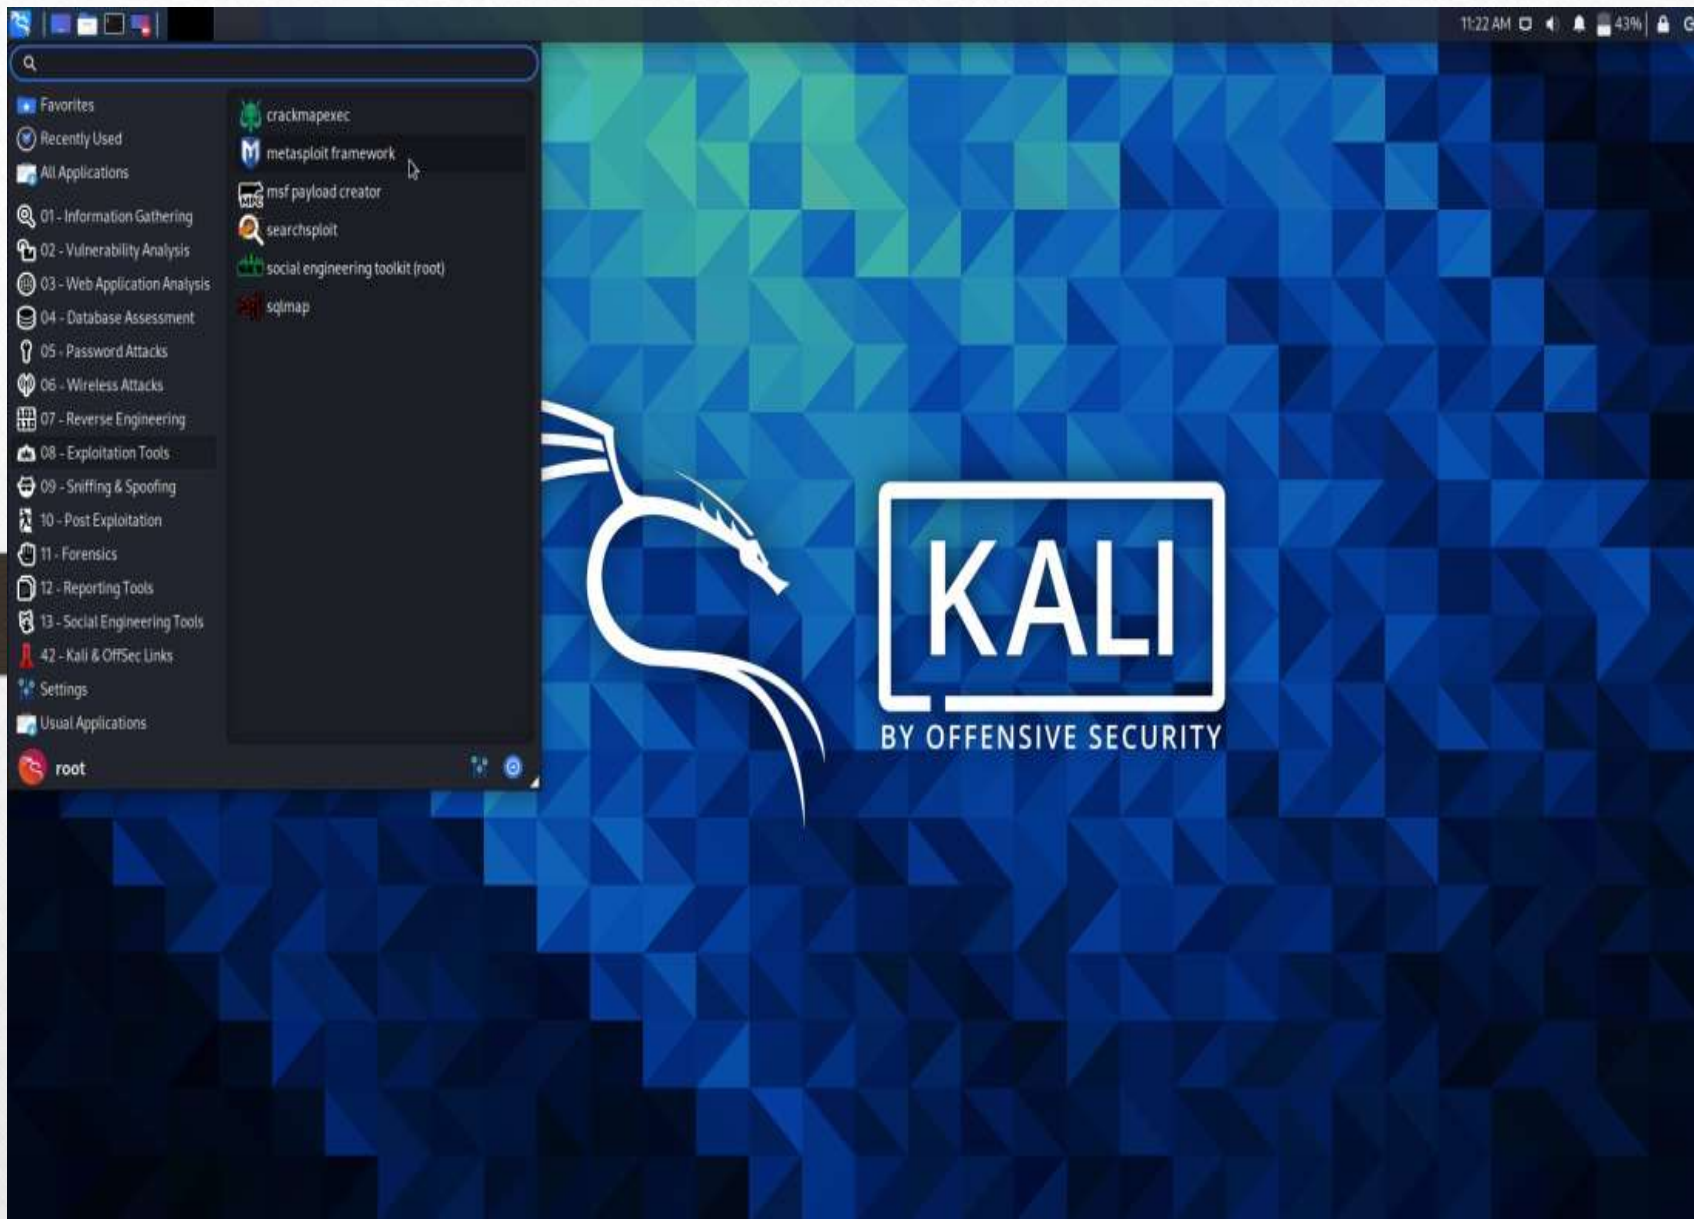 11:22 AM 43%
Favorites
Recently Used
All Applications
01 - Information Gathering
02 - Vulnerability Analysis
03 - Web Application Analysis
04 - Database Assessment
05 - Password Attacks
06 - Wireless Attacks
07 - Reverse Engineering
08 - Exploitation Tools
09 - Sniffing & Spoofing
10 - Post Exploitation
11 - Forensics
12 - Reporting Tools
13 - Social Engineering Tools
42 - Kali & OffSec Links
Settings
Usual Applications
root
crackmapexec
metasploit framework
msf payload creator
searchsploit
social engineering toolkit (root)
sqlmap
KALI
BY OFFENSIVE SECURITY